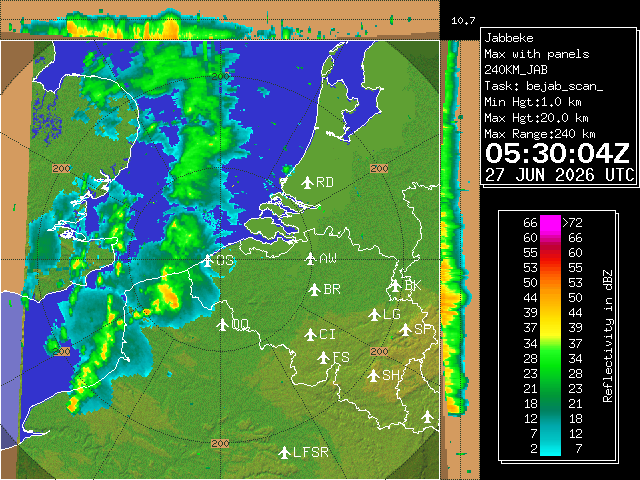 10.7
Jabbeke
Max with panels
240KM_JAB
Task: bejab_scan_
Min Hgt:1.0 km
Max Hgt:20.0 km
Max Range:240 km
05:30:04Z
27 JUN 2026 UTC
200
200
200
RD
OS
AW
BR
BK
LG
QO
SP
CI
200
FS
SH
200
LFSR
66 >72
60 66
55 60
53 55
50 53
44 50
39 44
37 39
34 37
28 34
24 28
23 24
21 23
18 21
12 18
7 12
2 7
Reflectivity in dBZ